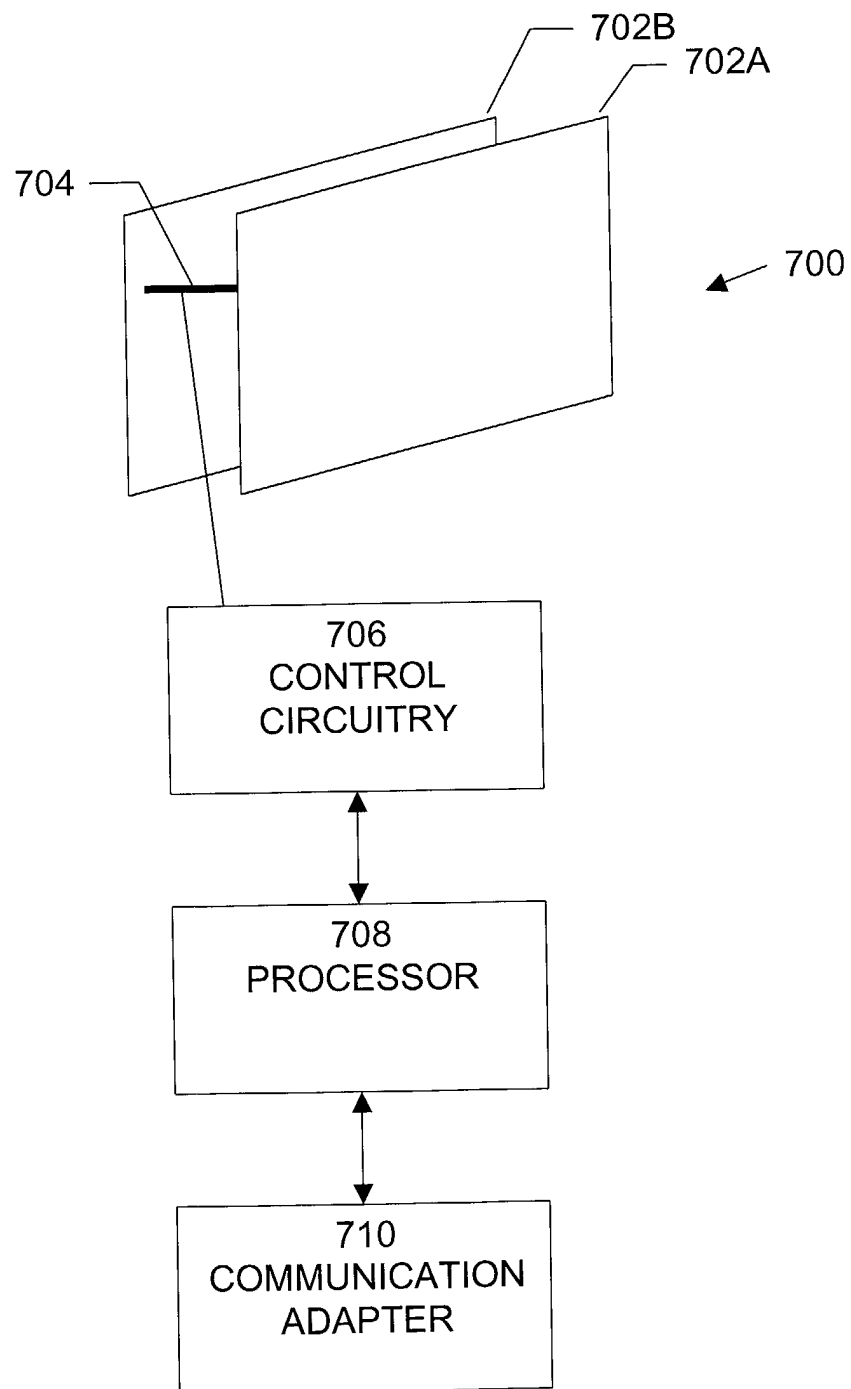 702B
702A
704
700
706
CONTROL
CIRCUITRY
708
PROCESSOR
710
COMMUNICATION
ADAPTER